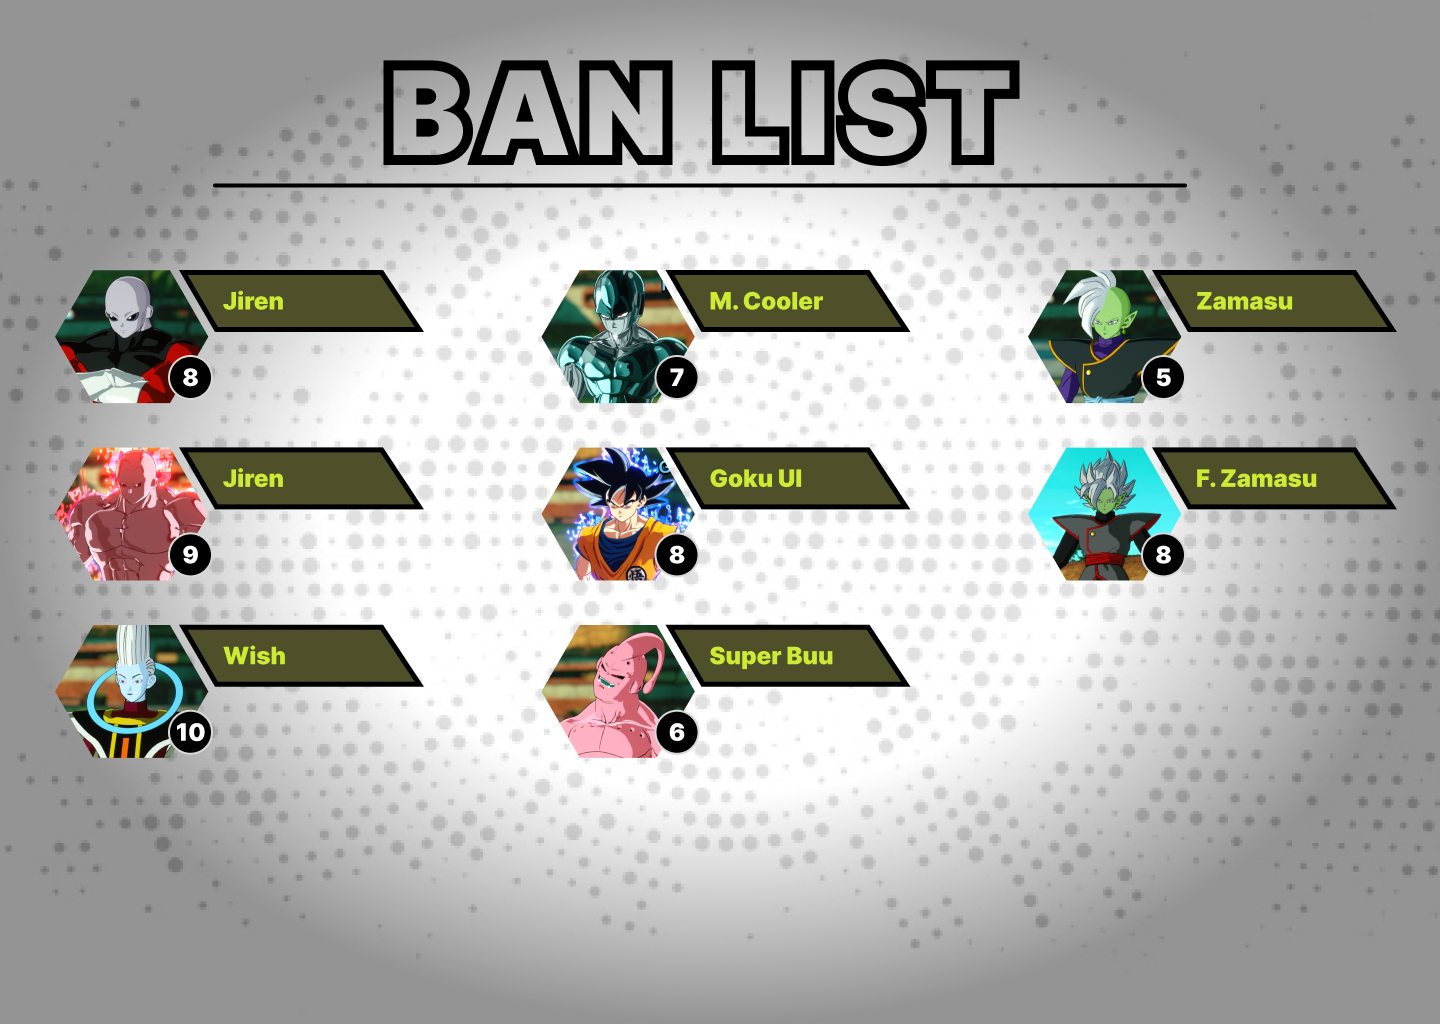 BAN LIST
Jiren
8
M. Cooler
7
Zamasu
5
Jiren
9
Goku UI
8
F. Zamasu
8
Wish
10
Super Buu
6
悟